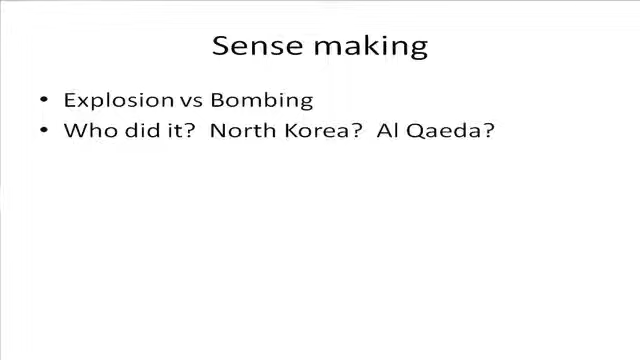 Sense making
• Explosion vs Bombing
• Who did it? North Korea? Al Qaeda?